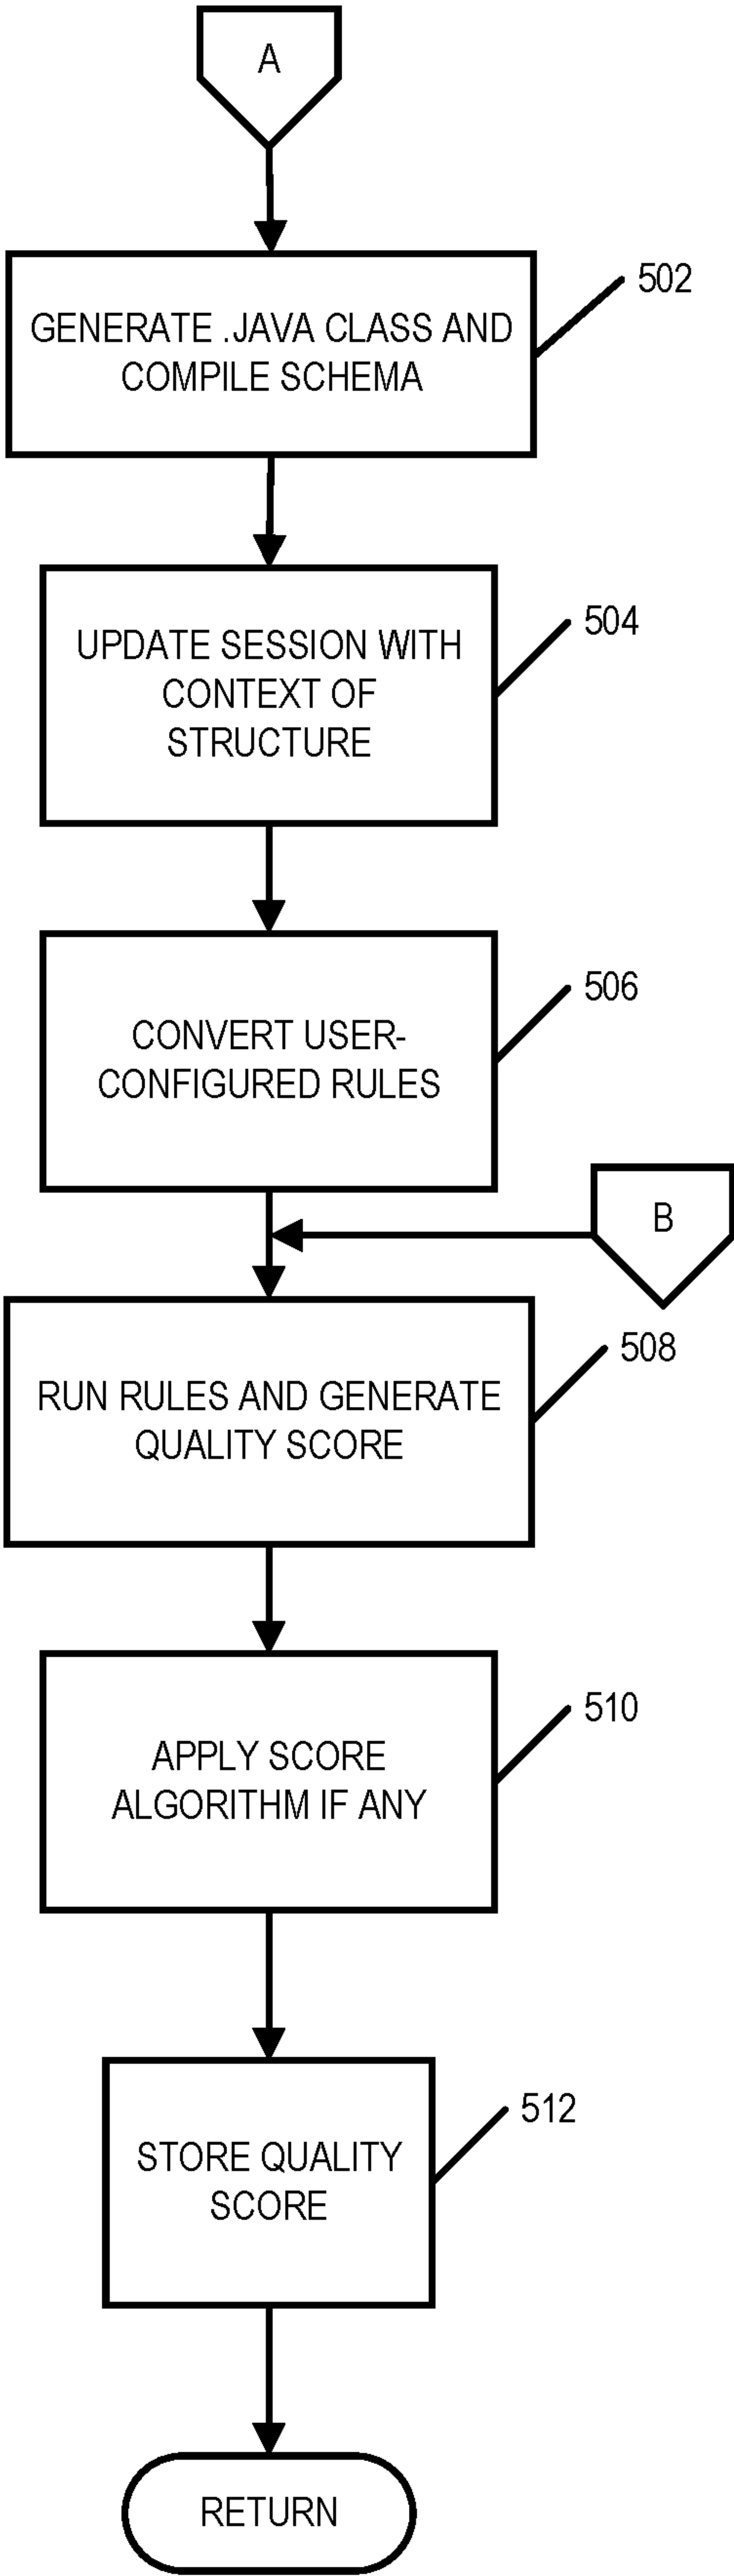 A
502
GENERATE .JAVA CLASS AND
COMPILE SCHEMA
504
UPDATE SESSION WITH
CONTEXT OF
STRUCTURE
506
CONVERT USER-
CONFIGURED RULES
B
508
RUN RULES AND GENERATE
QUALITY SCORE
510
APPLY SCORE
ALGORITHM IF ANY
512
STORE QUALITY
SCORE
RETURN